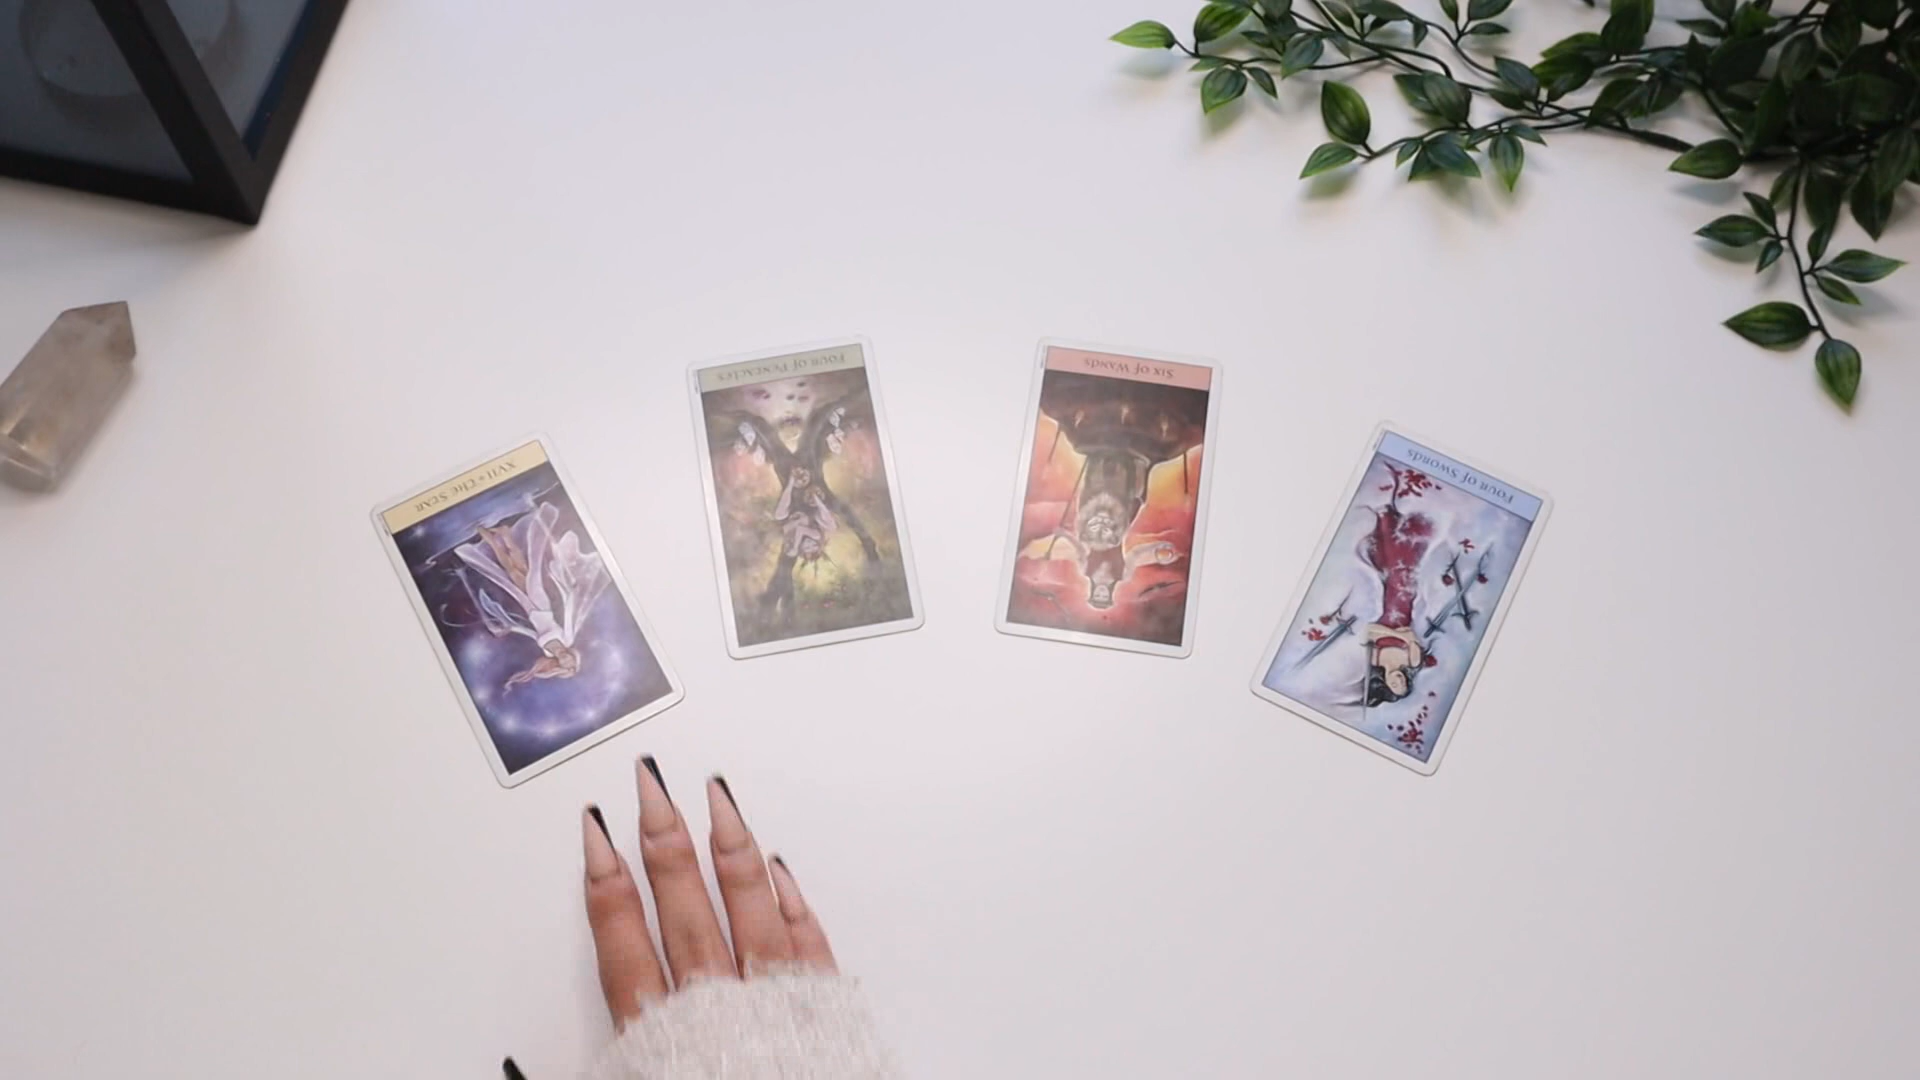 XVII • The Star
Four of Pentacles
Six of Wands
Four of Swords